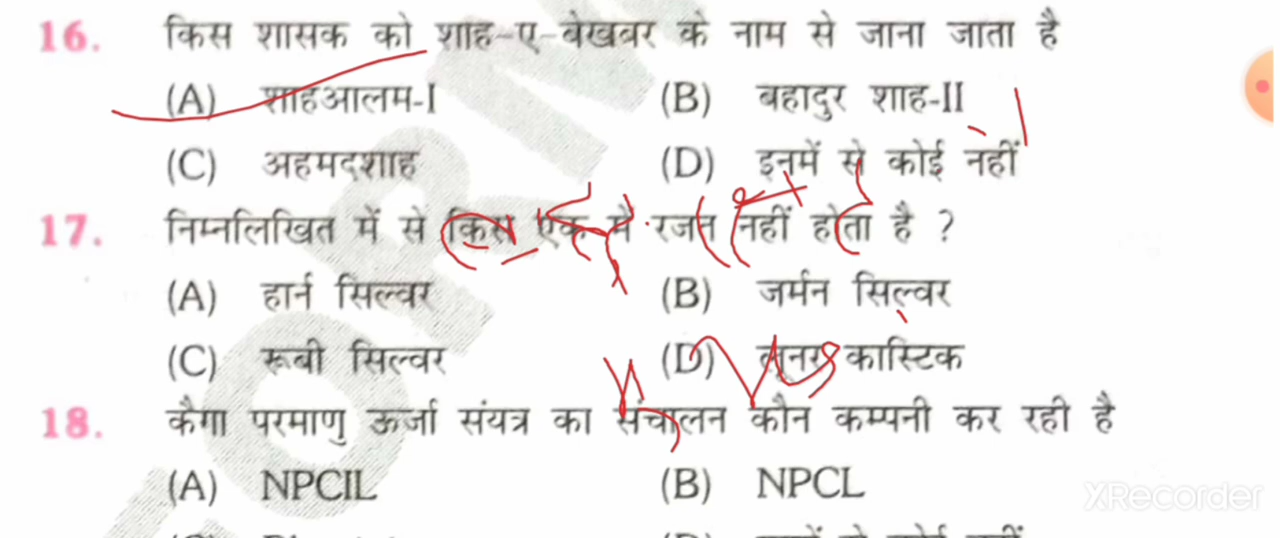 16. किस शासक को शाह-ए-बेखबर के नाम से जाना जाता है
(A) शाहआलम-I (B) बहादुर शाह-II
(C) अहमदशाह (D) इनमें से कोई नहीं
17. निम्नलिखित में से किस एक में रजत नहीं होता है ?
(A) हार्न सिल्वर (B) जर्मन सिल्वर
(C) रूबी सिल्वर (D) लूनर कास्टिक
18. कैगा परमाणु ऊर्जा संयत्र का संचालन कौन कम्पनी कर रही है
(A) NPCIL (B) NPCL
XRecorder